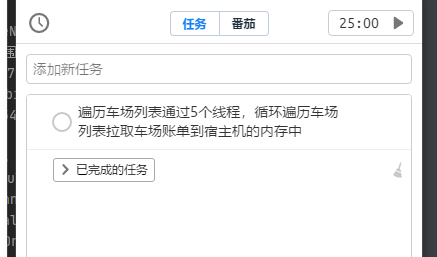 任务 番茄 25:00
添加新任务
遍历车场列表通过5个线程，循环遍历车场
列表拉取车场账单到宿主机的内存中
已完成的任务